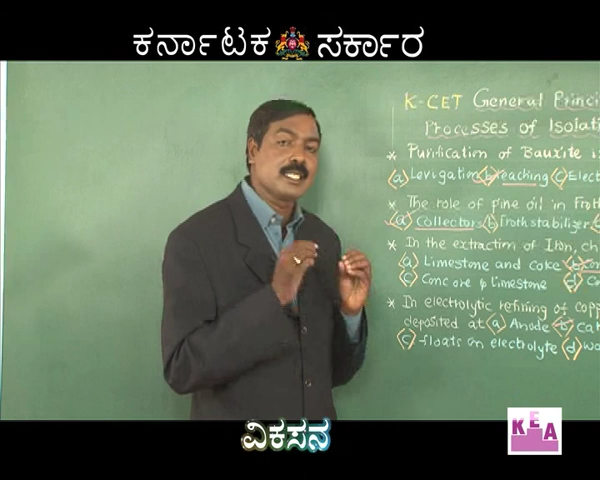 ಕರ್ನಾಟಕ ಸರ್ಕಾರ
K-CET General Princi
Processes of Isolati
* Purification of Bauxite i
(a) Levigation (b) Leaching (c) Elect
* The role of Pine oil in Froth
(a) Collectors (b) Froth stabilizer
* In the extraction of Iron, ch
(a) Limestone and coke
(c) Conc ore & limestone (d) Co
* In electrolytic refining of copp
deposited at (a) Anode (b) Cat
(c) floats on electrolyte (d)
ವಿಕಸನ
KEA